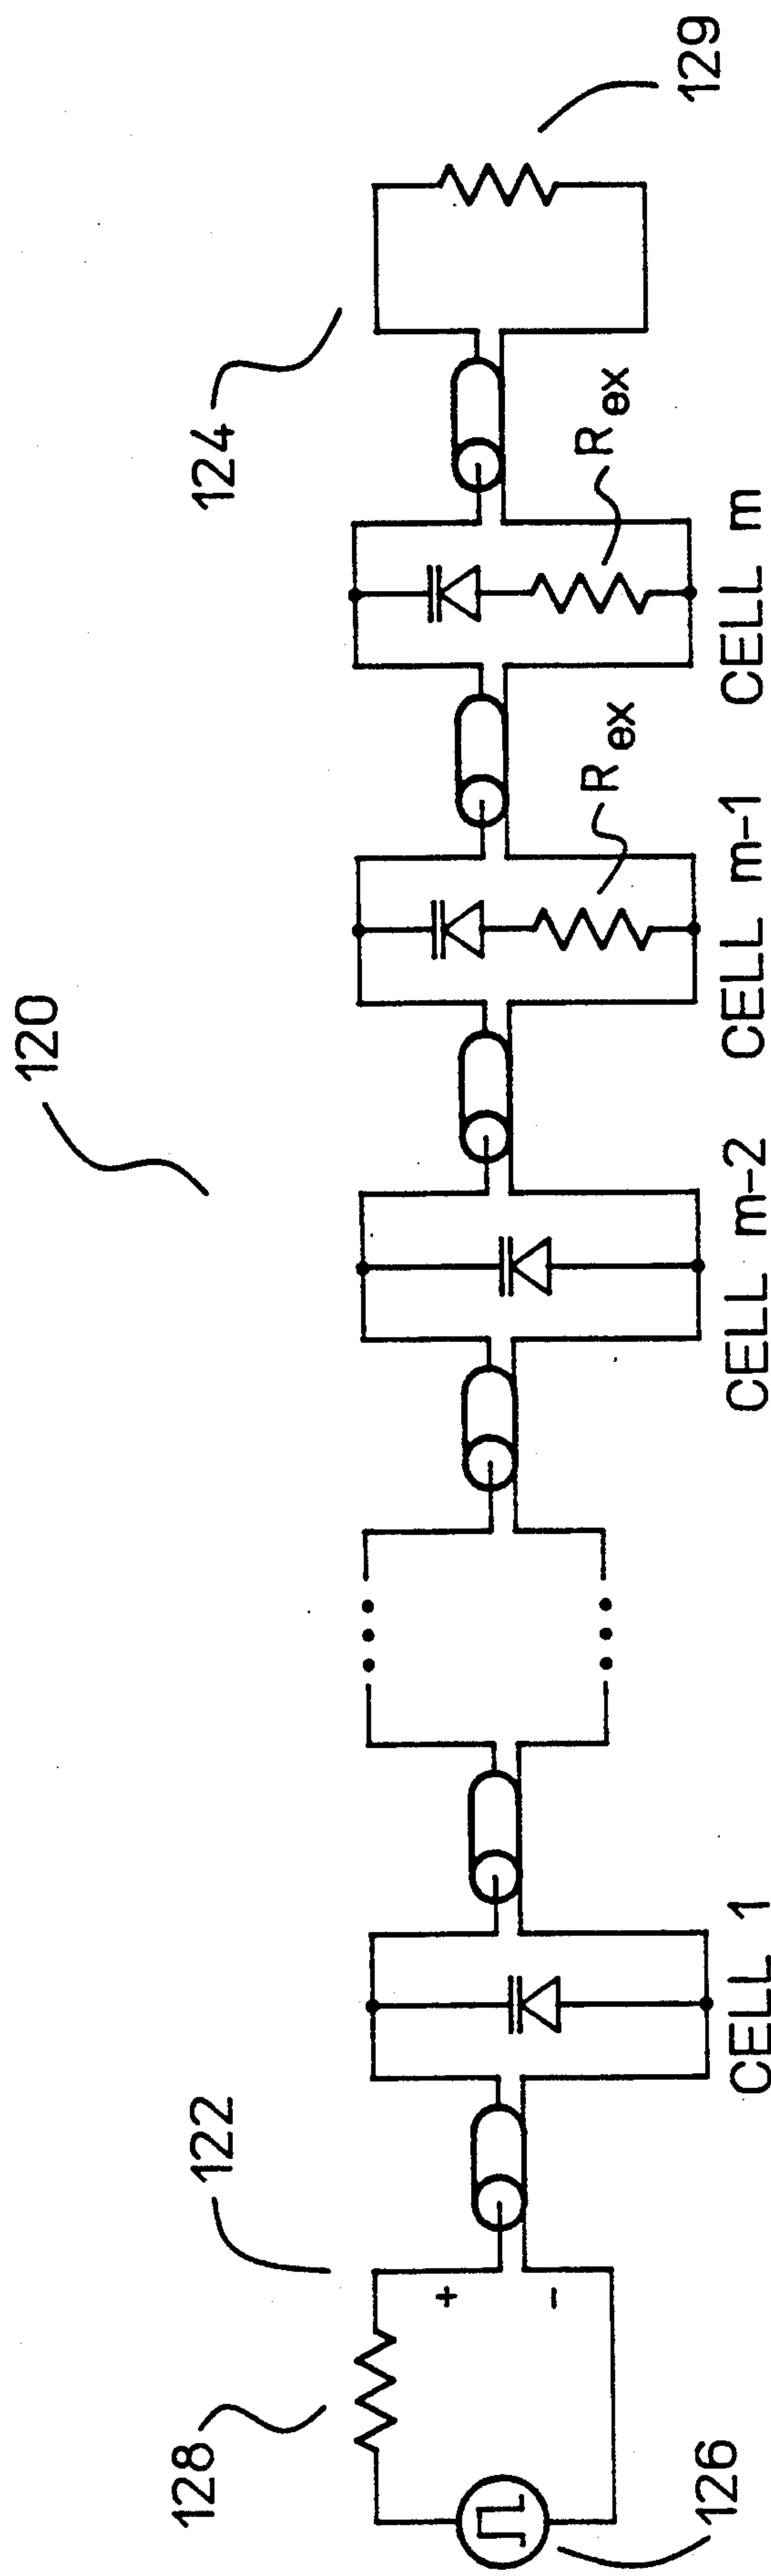 120
128
122
124
129
+
-
R ex
R ex
126
CELL 1
CELL m-2
CELL m-1
CELL m